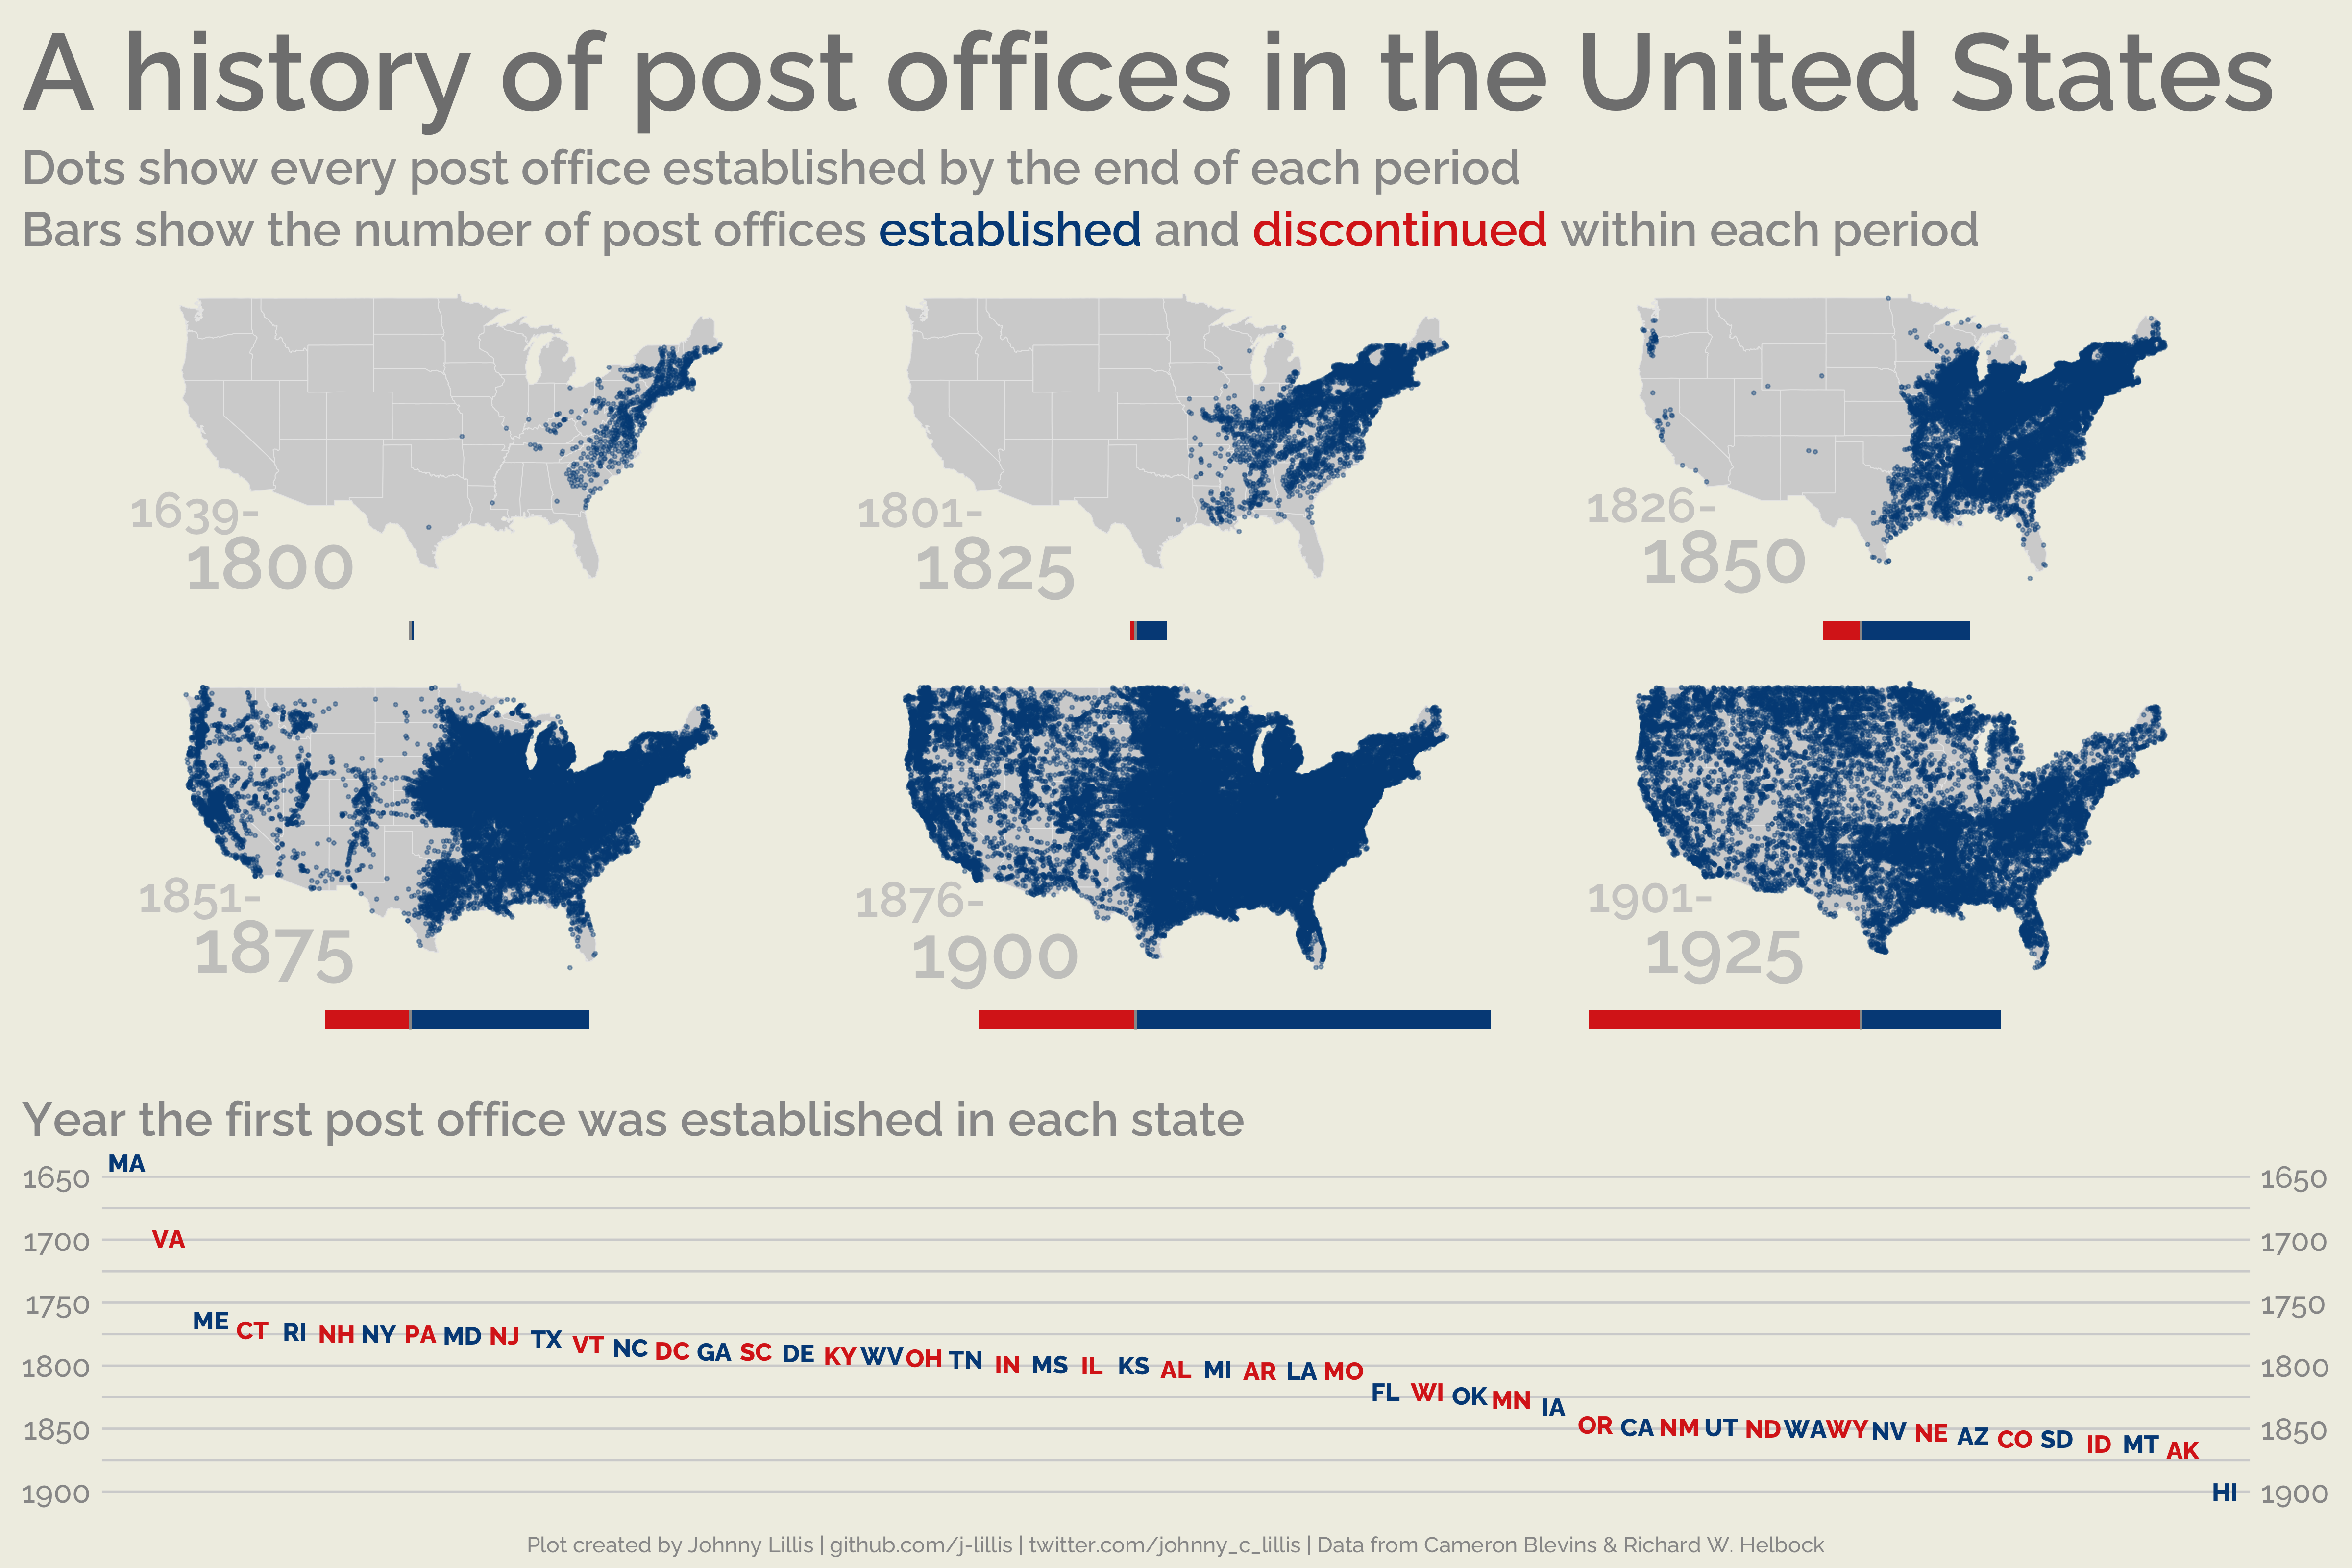 A history of post offices in the United States
Dots show every post office established by the end of each period
Bars show the number of post offices established and discontinued within each period
1639-
1800
1801-
1825
1826-
1850
1851-
1875
1876-
1900
1901-
1925
Year the first post office was established in each state
MA
1650 1650
VA
1700 1700
1750 1750
ME CT RI NH NY PA MD NJ TX VT NC DC GA SC DE KY WV OH TN IN MS IL KS AL MI AR LA MO
1800 1800
FL WI OK MN IA
OR CA NM UT ND WA WY NV NE AZ CO SD ID MT AK
1850 1850
HI
1900 1900
Plot created by Johnny Lillis | github.com/j-lillis | twitter.com/johnny_c_lillis | Data from Cameron Blevins & Richard W. Helbock